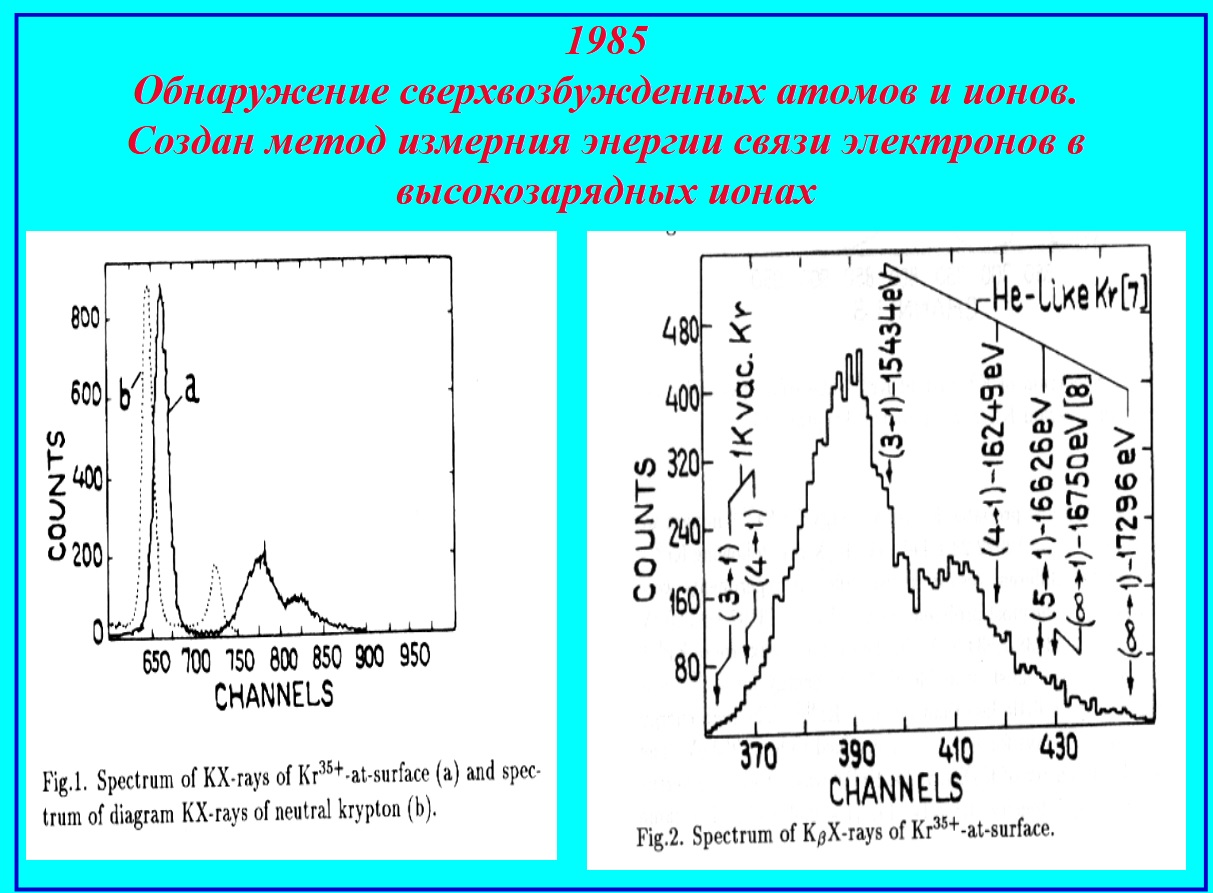 1985
Обнаружение сверхвозбужденных атомов и ионов.
Создан метод измерния энергии связи электронов в
высокозарядных ионах
800
600
400
200
0
COUNTS
b
a
650 700 750 800 850 900 950
CHANNELS
Fig.1. Spectrum of KX-rays of Kr³⁵⁺-at-surface (a) and spec-
trum of diagram KX-rays of neutral krypton (b).
480
400
320
240
160
80
COUNTS
(3→1)
(4→1)
1K vac. Kr
(3→1)-15434eV
He-Like Kr[7]
(4→1)-16249eV
(5→1)-16626eV
(∞→1)-16750eV[8]
(∞→1)-17296eV
370 390 410 430
CHANNELS
Fig.2. Spectrum of KᵦX-rays of Kr³⁵⁺-at-surface.